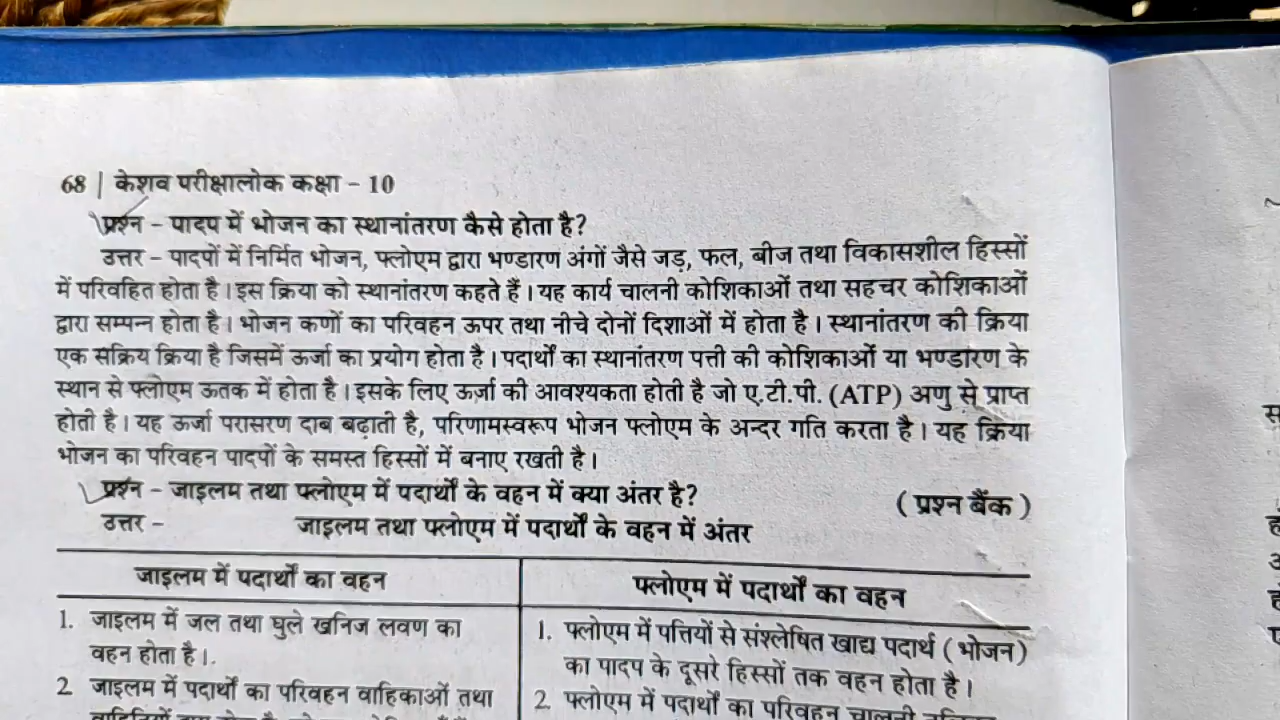 68 | केशव परीक्षालोक कक्षा - 10
प्रश्न - पादप में भोजन का स्थानांतरण कैसे होता है?
उत्तर - पादपों में निर्मित भोजन, फ्लोएम द्वारा भण्डारण अंगों जैसे जड़, फल, बीज तथा विकासशील हिस्सों
में परिवहित होता है। इस क्रिया को स्थानांतरण कहते हैं। यह कार्य चालनी कोशिकाओं तथा सहचर कोशिकाओं
द्वारा सम्पन्न होता है। भोजन कणों का परिवहन ऊपर तथा नीचे दोनों दिशाओं में होता है। स्थानांतरण की क्रिया
एक सक्रिय क्रिया है जिसमें ऊर्जा का प्रयोग होता है। पदार्थों का स्थानांतरण पत्ती की कोशिकाओं या भण्डारण के
स्थान से फ्लोएम ऊतक में होता है। इसके लिए ऊर्जा की आवश्यकता होती है जो ए.टी.पी. (ATP) अणु से प्राप्त
होती है। यह ऊर्जा परासरण दाब बढ़ाती है, परिणामस्वरूप भोजन फ्लोएम के अन्दर गति करता है। यह क्रिया
भोजन का परिवहन पादपों के समस्त हिस्सों में बनाए रखती है।
प्रश्न - जाइलम तथा फ्लोएम में पदार्थों के वहन में क्या अंतर है? (प्रश्न बैंक)
उत्तर - जाइलम तथा फ्लोएम में पदार्थों के वहन में अंतर
जाइलम में पदार्थों का वहन
फ्लोएम में पदार्थों का वहन
1. जाइलम में जल तथा घुले खनिज लवण का
वहन होता है।
1. फ्लोएम में पत्तियों से संश्लेषित खाद्य पदार्थ (भोजन)
का पादप के दूसरे हिस्सों तक वहन होता है।
2 जाइलम में पदार्थों का परिवहन वाहिकाओं तथा
2. फ्लोएम में पदार्थों का परिवहन चालनी